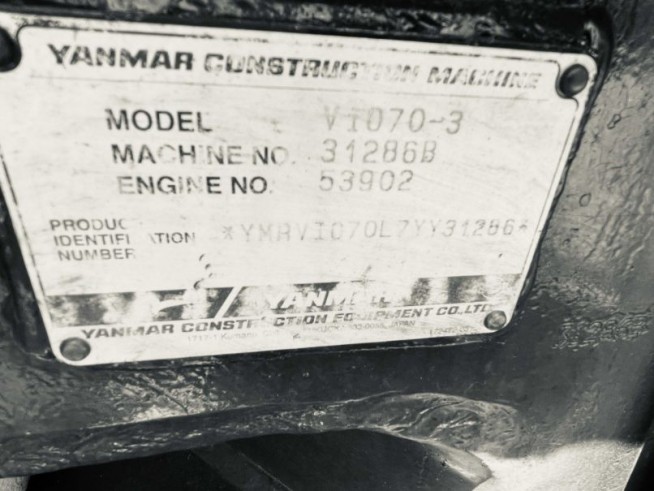 YANMAR CONSTRUCTION MACHINE
MODEL VIO70-3
MACHINE NO. 31286B
ENGINE NO. 53902
PRODUC
IDENTIFI ATION *YMRVIO70L7YY31286*
NUMBER
YANMAR
YANMAR CONSTRUCTION EQUIPMENT CO.,LTD